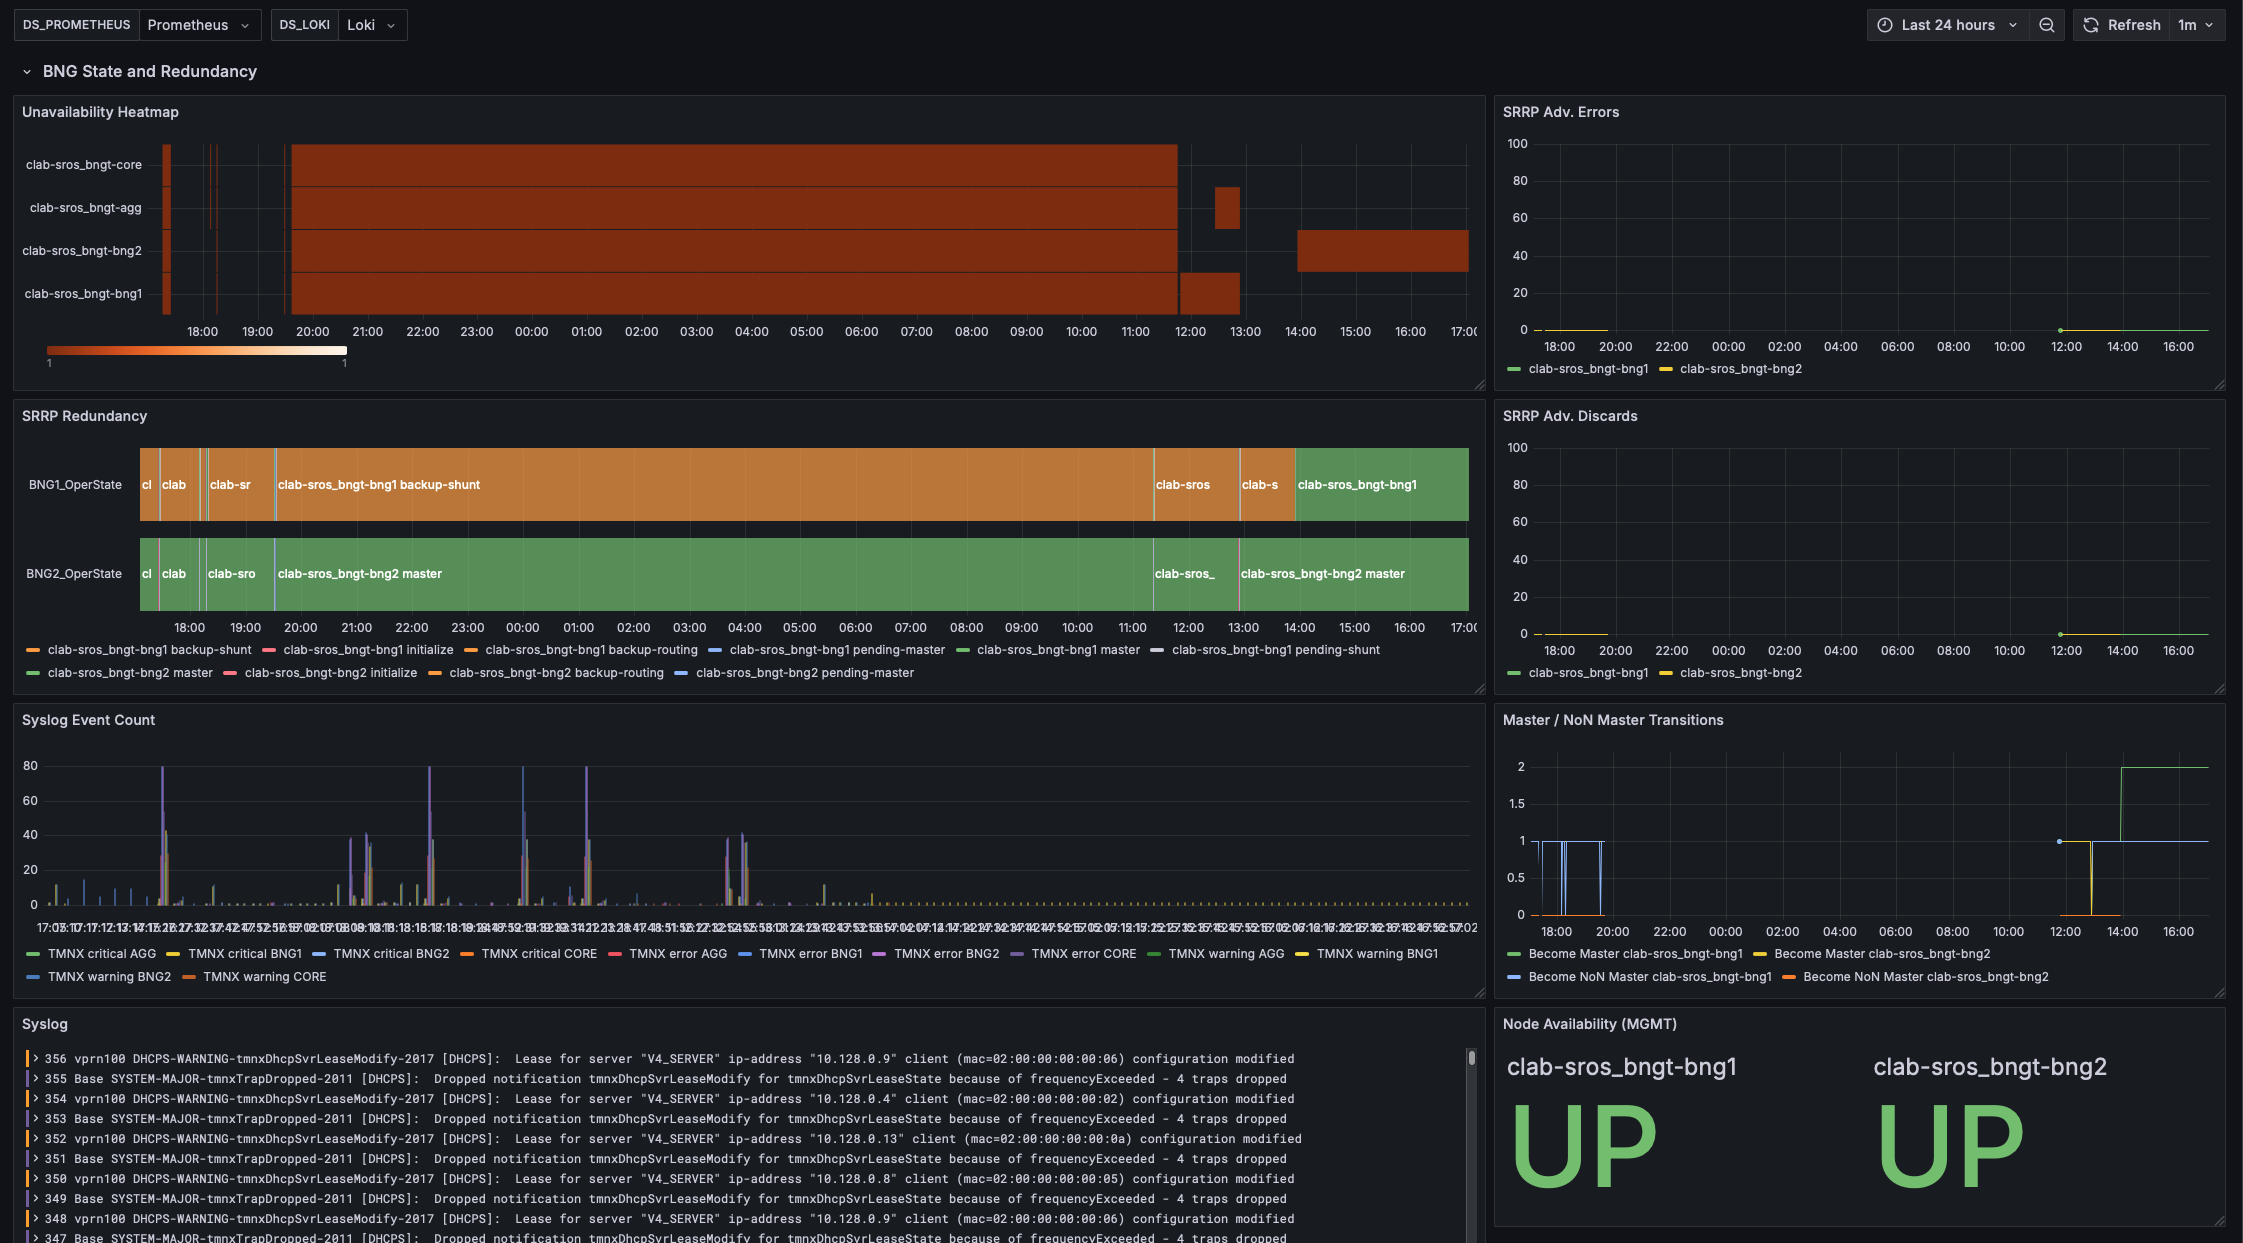 DS_PROMETHEUS Prometheus DS_LOKI Loki Last 24 hours Refresh 1m
BNG State and Redundancy
Unavailability Heatmap
clab-sros_bngt-core
clab-sros_bngt-agg
clab-sros_bngt-bng2
clab-sros_bngt-bng1
18:00 19:00 20:00 21:00 22:00 23:00 00:00 01:00 02:00 03:00 04:00 05:00 06:00 07:00 08:00 09:00 10:00 11:00 12:00 13:00 14:00 15:00 16:00 17:00
1 1
SRRP Adv. Errors
100
80
60
40
20
0
18:00 20:00 22:00 00:00 02:00 04:00 06:00 08:00 10:00 12:00 14:00 16:00
clab-sros_bngt-bng1 clab-sros_bngt-bng2
SRRP Redundancy
BNG1_OperState cl clab clab-sr clab-sros_bngt-bng1 backup-shunt clab-sros clab-s clab-sros_bngt-bng1
BNG2_OperState cl clab clab-sro clab-sros_bngt-bng2 master clab-sros_ clab-sros_bngt-bng2 master
18:00 19:00 20:00 21:00 22:00 23:00 00:00 01:00 02:00 03:00 04:00 05:00 06:00 07:00 08:00 09:00 10:00 11:00 12:00 13:00 14:00 15:00 16:00 17:00
clab-sros_bngt-bng1 backup-shunt clab-sros_bngt-bng1 initialize clab-sros_bngt-bng1 backup-routing clab-sros_bngt-bng1 pending-master clab-sros_bngt-bng1 master clab-sros_bngt-bng1 pending-shunt
clab-sros_bngt-bng2 master clab-sros_bngt-bng2 initialize clab-sros_bngt-bng2 backup-routing clab-sros_bngt-bng2 pending-master
SRRP Adv. Discards
100
80
60
40
20
0
18:00 20:00 22:00 00:00 02:00 04:00 06:00 08:00 10:00 12:00 14:00 16:00
clab-sros_bngt-bng1 clab-sros_bngt-bng2
Syslog Event Count
80
60
40
20
0
TMNX critical AGG TMNX critical BNG1 TMNX critical BNG2 TMNX critical CORE TMNX error AGG TMNX error BNG1 TMNX error BNG2 TMNX error CORE TMNX warning AGG TMNX warning BNG1
TMNX warning BNG2 TMNX warning CORE
Master / NoN Master Transitions
2
1.5
1
0.5
0
18:00 20:00 22:00 00:00 02:00 04:00 06:00 08:00 10:00 12:00 14:00 16:00
Become Master clab-sros_bngt-bng1 Become Master clab-sros_bngt-bng2
Become NoN Master clab-sros_bngt-bng1 Become NoN Master clab-sros_bngt-bng2
Syslog
356 vprn100 DHCPS-WARNING-tmnxDhcpSvrLeaseModify-2017 [DHCPS]: Lease for server "V4_SERVER" ip-address "10.128.0.9" client (mac=02:00:00:00:00:06) configuration modified
355 Base SYSTEM-MAJOR-tmnxTrapDropped-2011 [DHCPS]: Dropped notification tmnxDhcpSvrLeaseModify for tmnxDhcpSvrLeaseState because of frequencyExceeded - 4 traps dropped
354 vprn100 DHCPS-WARNING-tmnxDhcpSvrLeaseModify-2017 [DHCPS]: Lease for server "V4_SERVER" ip-address "10.128.0.4" client (mac=02:00:00:00:00:02) configuration modified
353 Base SYSTEM-MAJOR-tmnxTrapDropped-2011 [DHCPS]: Dropped notification tmnxDhcpSvrLeaseModify for tmnxDhcpSvrLeaseState because of frequencyExceeded - 4 traps dropped
352 vprn100 DHCPS-WARNING-tmnxDhcpSvrLeaseModify-2017 [DHCPS]: Lease for server "V4_SERVER" ip-address "10.128.0.13" client (mac=02:00:00:00:00:0a) configuration modified
351 Base SYSTEM-MAJOR-tmnxTrapDropped-2011 [DHCPS]: Dropped notification tmnxDhcpSvrLeaseModify for tmnxDhcpSvrLeaseState because of frequencyExceeded - 4 traps dropped
350 vprn100 DHCPS-WARNING-tmnxDhcpSvrLeaseModify-2017 [DHCPS]: Lease for server "V4_SERVER" ip-address "10.128.0.8" client (mac=02:00:00:00:00:05) configuration modified
349 Base SYSTEM-MAJOR-tmnxTrapDropped-2011 [DHCPS]: Dropped notification tmnxDhcpSvrLeaseModify for tmnxDhcpSvrLeaseState because of frequencyExceeded - 4 traps dropped
348 vprn100 DHCPS-WARNING-tmnxDhcpSvrLeaseModify-2017 [DHCPS]: Lease for server "V4_SERVER" ip-address "10.128.0.9" client (mac=02:00:00:00:00:06) configuration modified
347 Base SYSTEM-MAJOR-tmnxTrapDropped-2011 [DHCPS]: Dropped notification tmnxDhcpSvrLeaseModify for tmnxDhcpSvrLeaseState because of frequencyExceeded - 4 traps dropped
Node Availability (MGMT)
clab-sros_bngt-bng1 clab-sros_bngt-bng2
UP UP